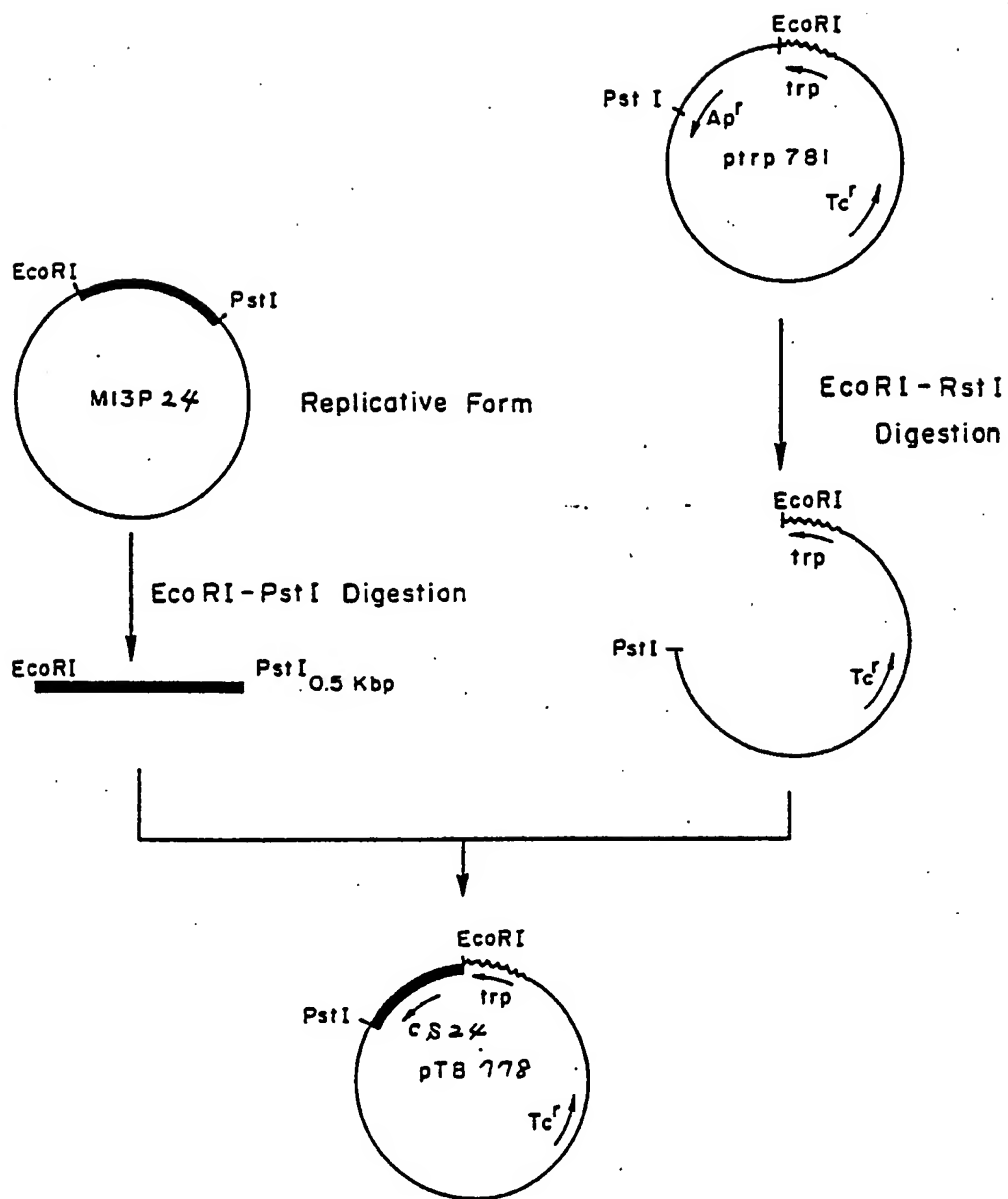 EcoRI
trp
Pst I
Apr
ptrp 781
Tcr
EcoRI
PstI
M13P24
Replicative Form
EcoRI-RstI
Digestion
EcoRI-PstI Digestion
EcoRI
PstI
0.5 Kbp
EcoRI
trp
PstI
Tcr
EcoRI
trp
PstI
cS24
pTB 778
Tcr